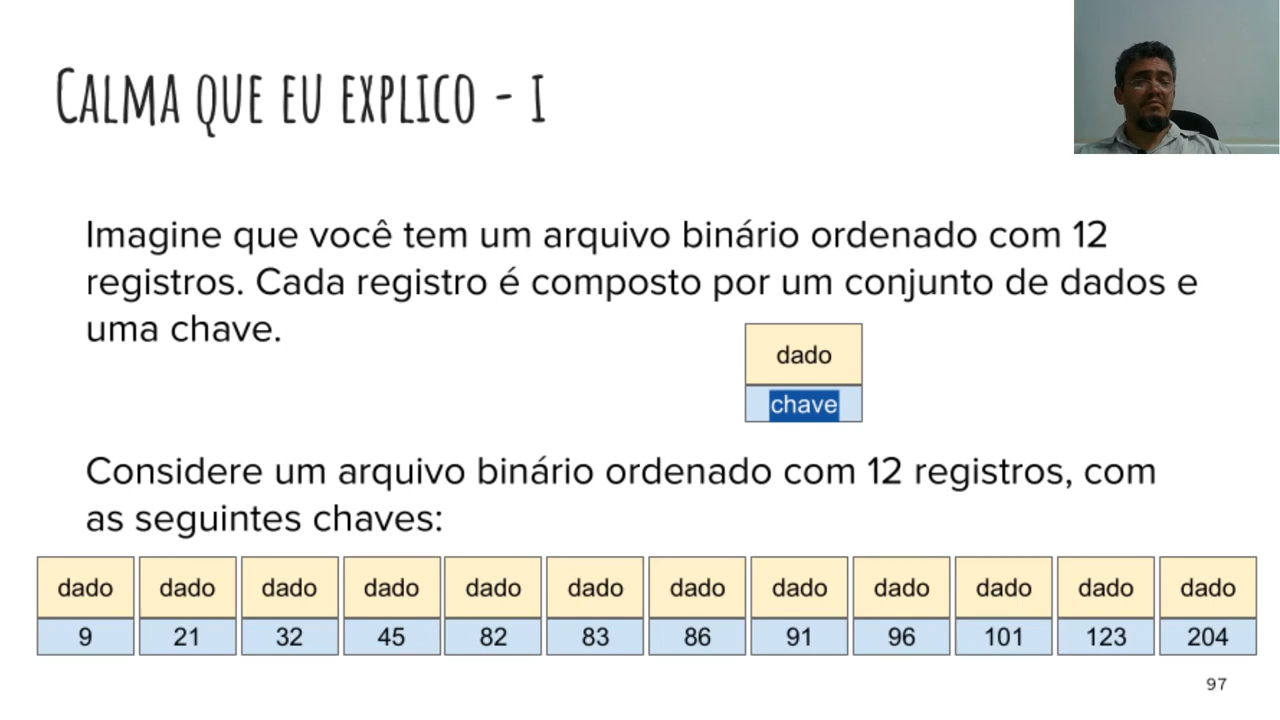 Calma que eu explico - I
Imagine que você tem um arquivo binário ordenado com 12
registros. Cada registro é composto por um conjunto de dados e
uma chave.
dado
chave
Considere um arquivo binário ordenado com 12 registros, com
as seguintes chaves:
dado dado dado dado dado dado dado dado dado dado dado dado
9 21 32 45 82 83 86 91 96 101 123 204
97